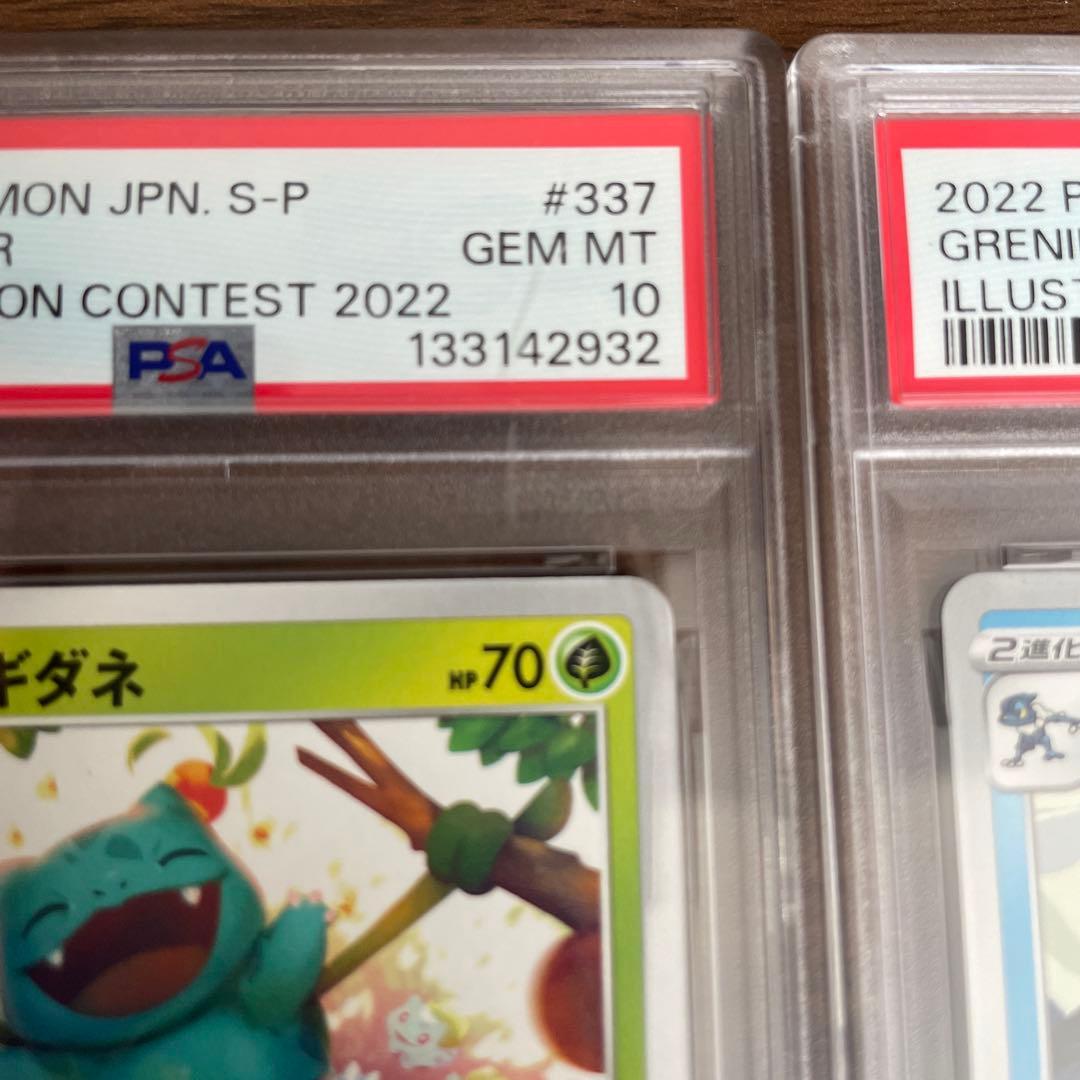 MON JPN. S-P #337
R GEM MT
ON CONTEST 2022 10
PSA 133142932
2022 P
GRENI
ILLUST
ギダネ HP70
2進化